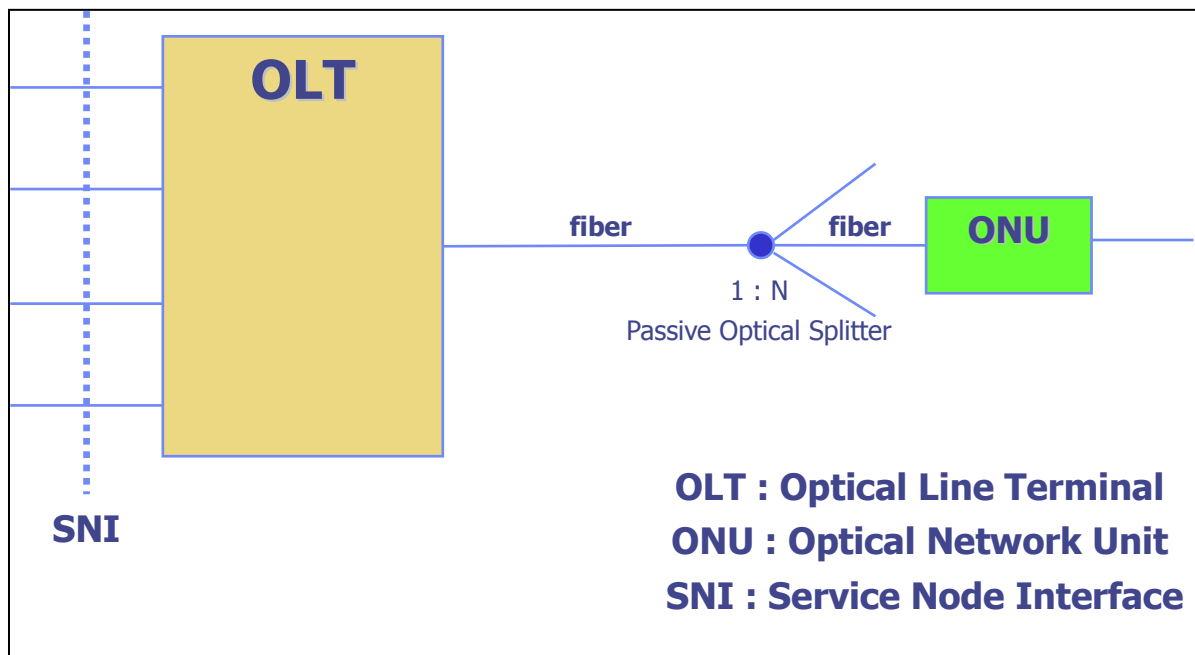 OLT
fiber
fiber
ONU
1 : N
Passive Optical Splitter
SNI
OLT : Optical Line Terminal
ONU : Optical Network Unit
SNI : Service Node Interface